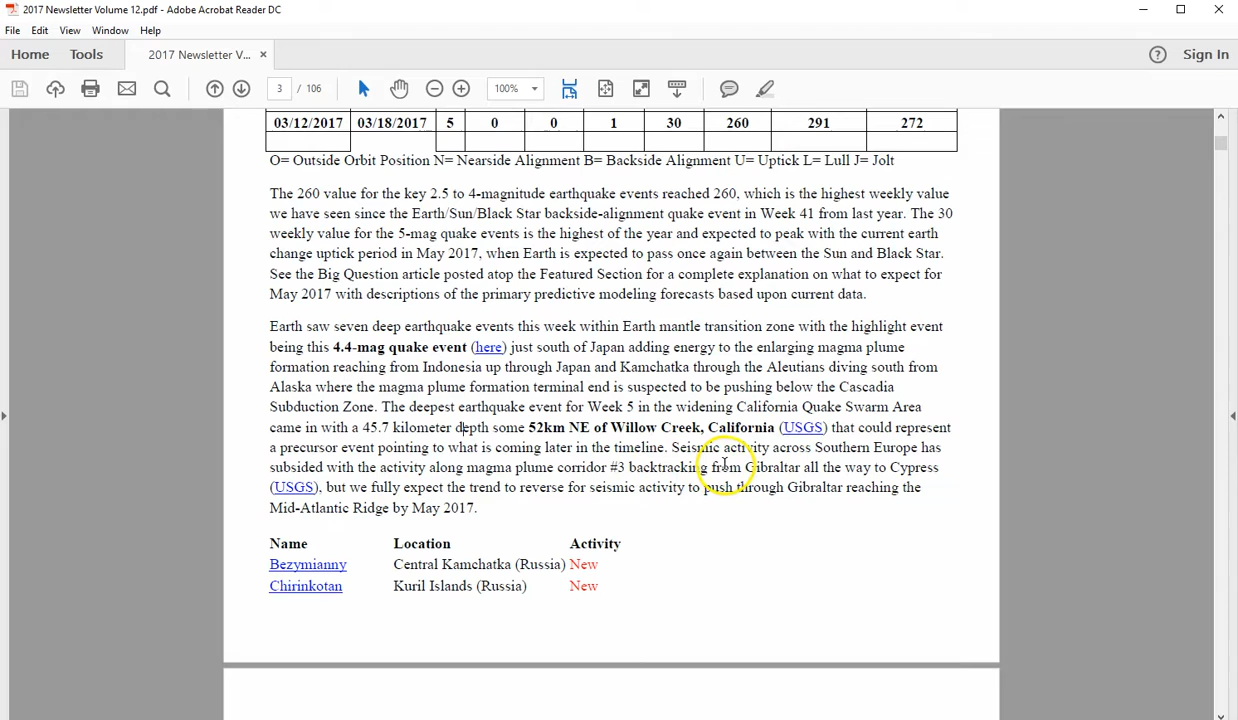 2017 Newsletter Volume 12.pdf - Adobe Acrobat Reader DC
File Edit View Window Help
Home Tools 2017 Newsletter V... × Sign In
3 / 106 100%
03/12/2017 03/18/2017 5 0 0 1 30 260 291 272
O= Outside Orbit Position N= Nearside Alignment B= Backside Alignment U= Uptick L= Lull J= Jolt
The 260 value for the key 2.5 to 4-magnitude earthquake events reached 260, which is the highest weekly value
we have seen since the Earth/Sun/Black Star backside-alignment quake event in Week 41 from last year. The 30
weekly value for the 5-mag quake events is the highest of the year and expected to peak with the current earth
change uptick period in May 2017, when Earth is expected to pass once again between the Sun and Black Star.
See the Big Question article posted atop the Featured Section for a complete explanation on what to expect for
May 2017 with descriptions of the primary predictive modeling forecasts based upon current data.
Earth saw seven deep earthquake events this week within Earth mantle transition zone with the highlight event
being this 4.4-mag quake event (here) just south of Japan adding energy to the enlarging magma plume
formation reaching from Indonesia up through Japan and Kamchatka through the Aleutians diving south from
Alaska where the magma plume formation terminal end is suspected to be pushing below the Cascadia
Subduction Zone. The deepest earthquake event for Week 5 in the widening California Quake Swarm Area
came in with a 45.7 kilometer depth some 52km NE of Willow Creek, California (USGS) that could represent
a precursor event pointing to what is coming later in the timeline. Seismic activity across Southern Europe has
subsided with the activity along magma plume corridor #3 backtracking from Gibraltar all the way to Cypress
(USGS), but we fully expect the trend to reverse for seismic activity to push through Gibraltar reaching the
Mid-Atlantic Ridge by May 2017.
Name Location Activity
Bezymianny Central Kamchatka (Russia) New
Chirinkotan Kuril Islands (Russia) New